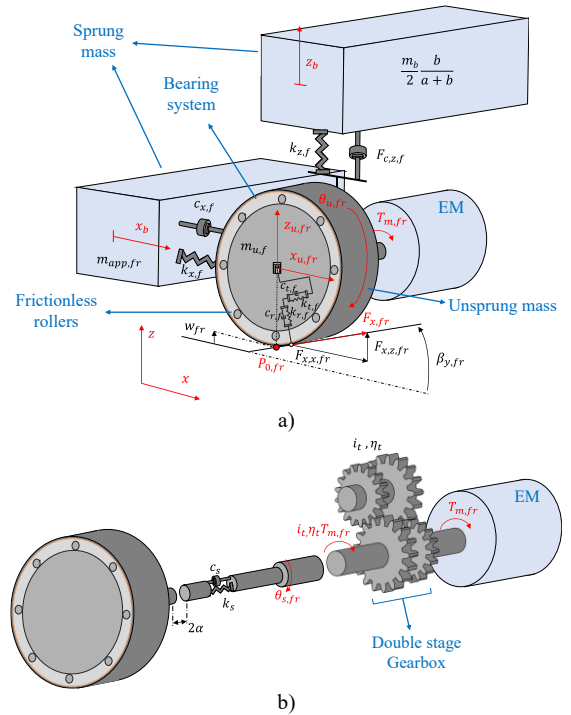 Sprung
mass
z_b
\frac{m_b}{2} \frac{b}{a+b}
Bearing
system
k_{z,f}
F_{c,z,f}
θ_{u,fr}
T_{m,fr}
EM
c_{x,f}
z_{u,fr}
x_b
m_{u,f}
x_{u,fr}
m_{app,fr}
k_{x,f}
c_{t,f}
k_{t,f}
c_{r,f}
k_{r,f}
Frictionless
rollers
Unsprung mass
F_{x,fr}
w_{fr}
z
F_{x,z,fr}
F_{x,x,fr}
P_{0,fr}
β_{y,fr}
x
a)
i_t , η_t
EM
T_{m,fr}
i_t,η_tT_{m,fr}
c_s
k_s
θ_{s,fr}
2α
Double stage
Gearbox
b)